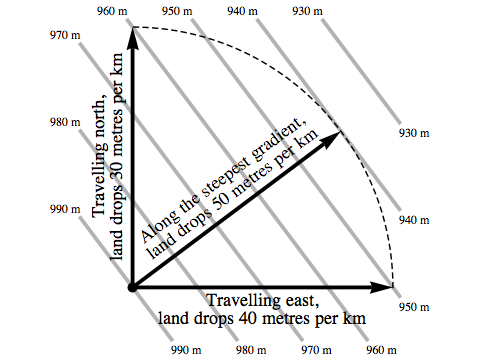 960 m
950 m
940 m
930 m
970 m
980 m
990 m
Travelling north,
land drops 30 metres per km
Along the steepest gradient,
land drops 50 metres per km
930 m
940 m
950 m
Travelling east,
land drops 40 metres per km
990 m
980 m
970 m
960 m